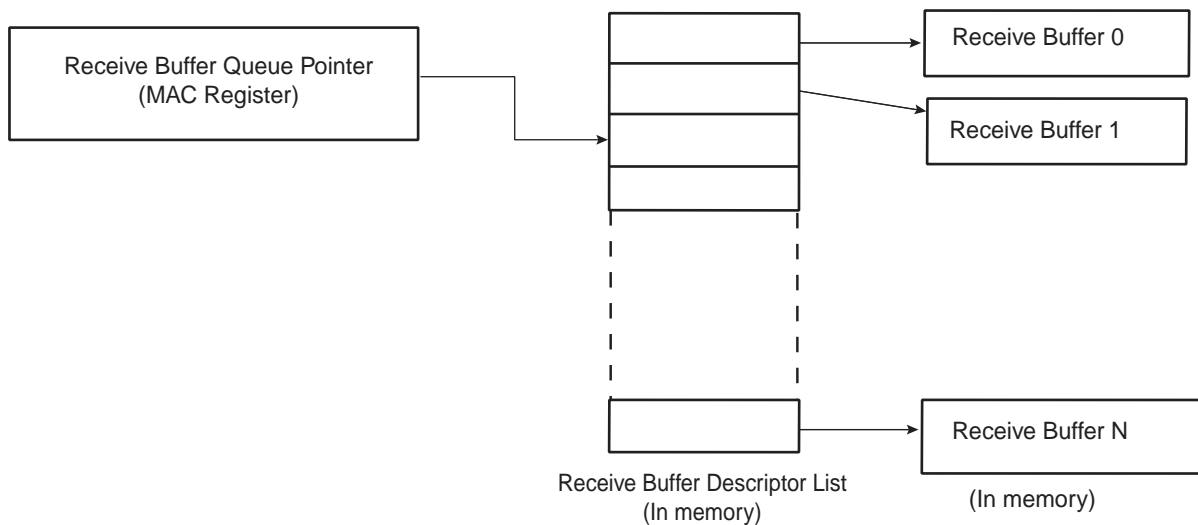 Receive Buffer Queue Pointer
(MAC Register)
Receive Buffer 0
Receive Buffer 1
Receive Buffer N
Receive Buffer Descriptor List
(In memory)
(In memory)